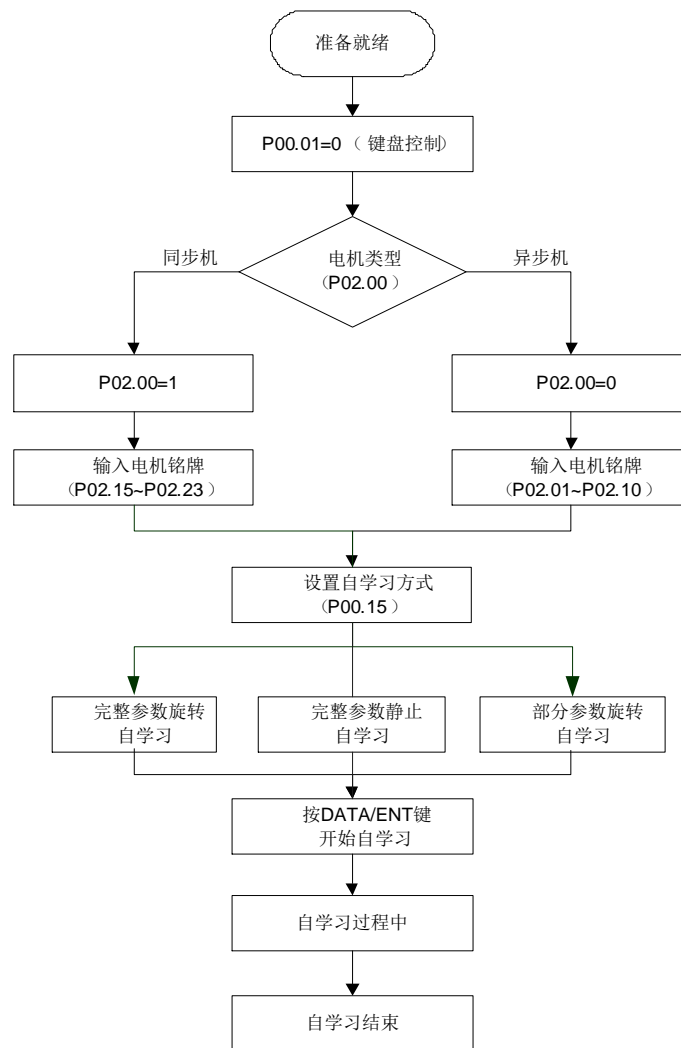 准备就绪
P00.01=0（键盘控制）
同步机
电机类型
（P02.00）
异步机
P02.00=1
P02.00=0
输入电机铭牌
（P02.15~P02.23）
输入电机铭牌
（P02.01~P02.10）
设置自学习方式
（P00.15）
完整参数旋转
自学习
完整参数静止
自学习
部分参数旋转
自学习
按DATA/ENT键
开始自学习
自学习过程中
自学习结束